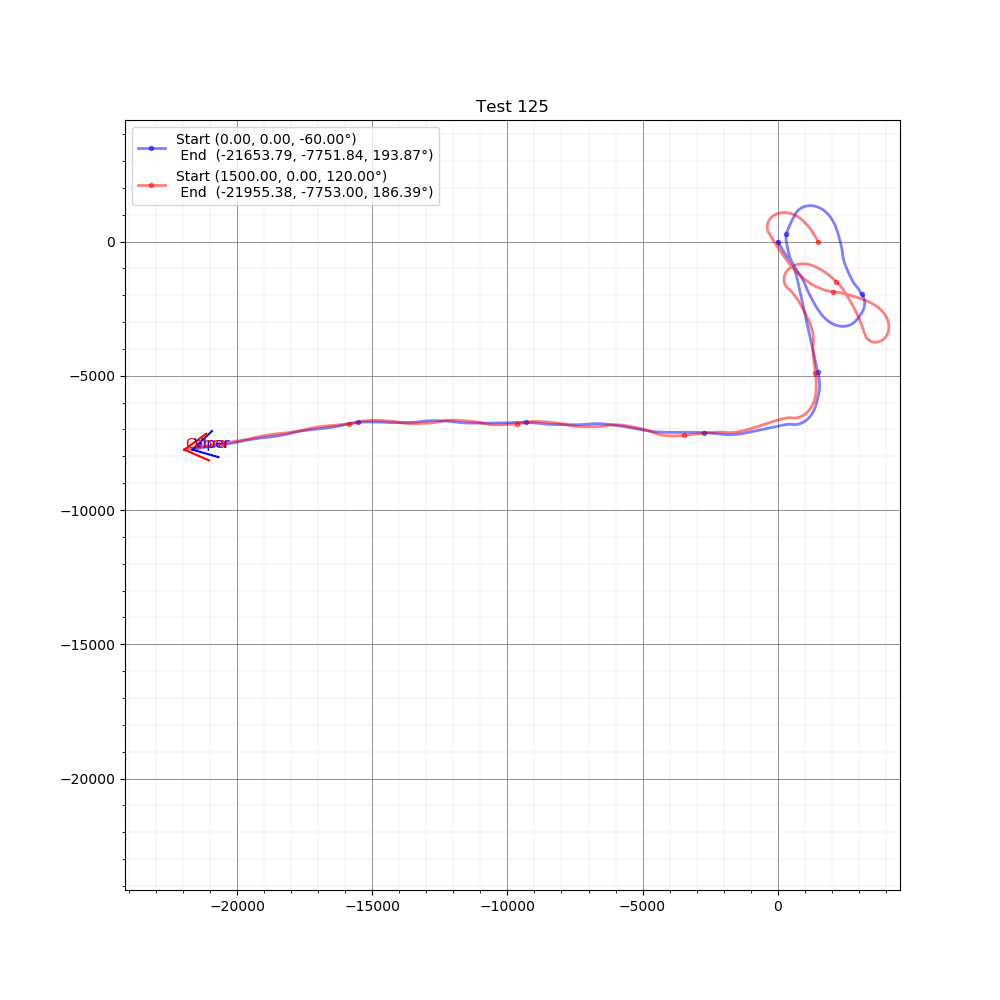 Test 125
Start (0.00, 0.00, -60.00°)
End (-21653.79, -7751.84, 193.87°)
Start (1500.00, 0.00, 120.00°)
End (-21955.38, -7753.00, 186.39°)
0
−5000
−10000
−15000
−20000
−20000 −15000 −10000 −5000 0